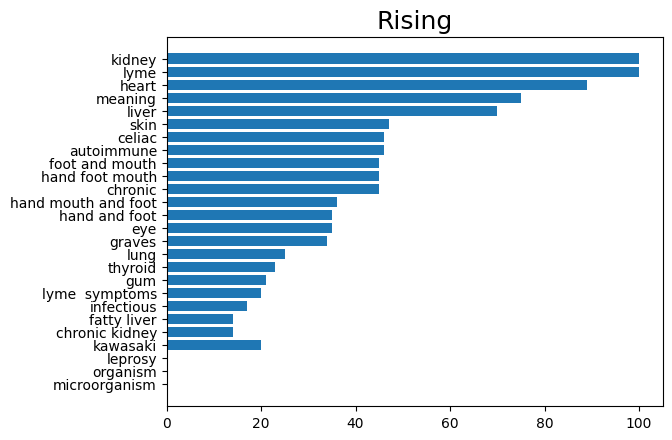 Rising
kidney
lyme
heart
meaning
liver
skin
celiac
autoimmune
foot and mouth
hand foot mouth
chronic
hand mouth and foot
hand and foot
eye
graves
lung
thyroid
gum
lyme  symptoms
infectious
fatty liver
chronic kidney
kawasaki
leprosy
organism
microorganism
0 20 40 60 80 100